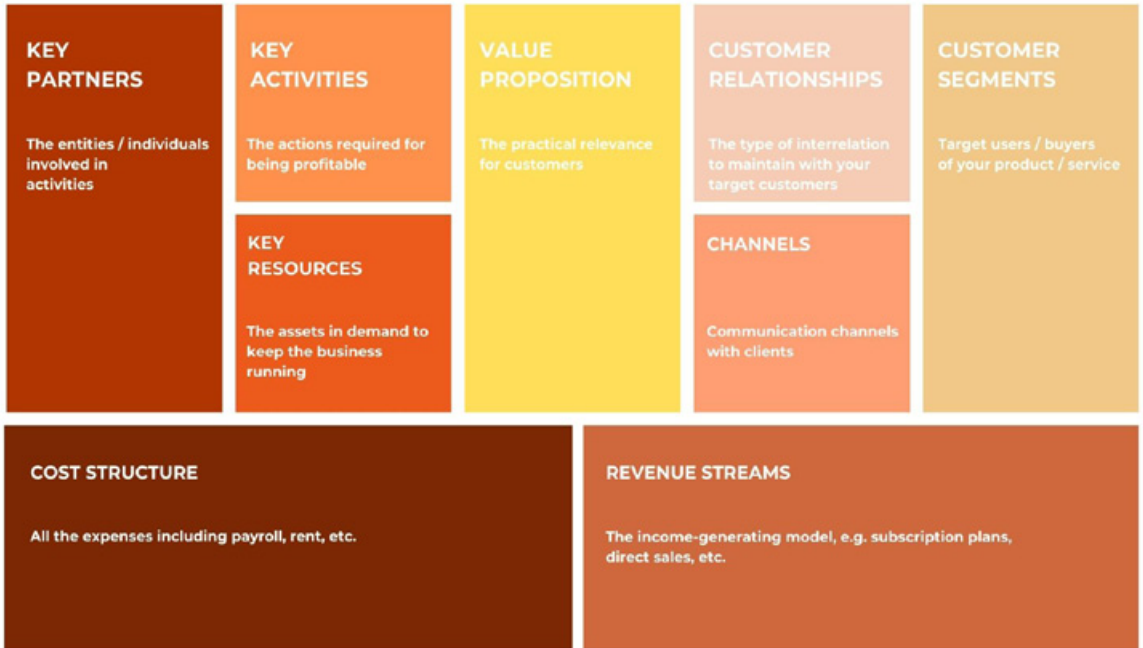 KEY
PARTNERS
The entities / individuals
involved in
activities
KEY
ACTIVITIES
The actions required for
being profitable
KEY
RESOURCES
The assets in demand to
keep the business
running
VALUE
PROPOSITION
The practical relevance
for customers
CUSTOMER
RELATIONSHIPS
The type of interrelation
to maintain with your
target customers
CHANNELS
Communication channels
with clients
CUSTOMER
SEGMENTS
Target users / buyers
of your product / service
COST STRUCTURE
All the expenses including payroll, rent, etc.
REVENUE STREAMS
The income-generating model, e.g. subscription plans,
direct sales, etc.